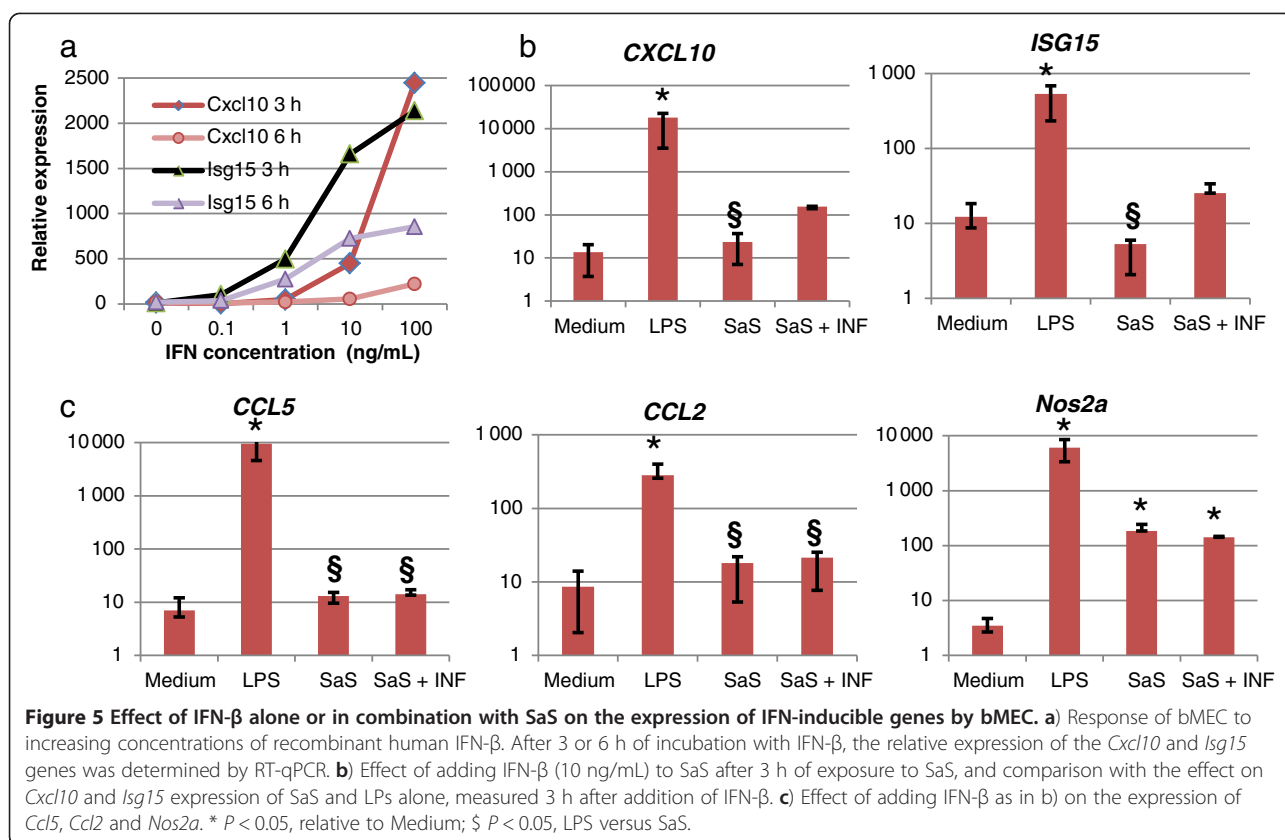 a
2500
2000
1500
1000
500
0
Relative expression
Cxcl10 3 h
Cxcl10 6 h
Isg15 3 h
Isg15 6 h
0 0.1 1 10 100
IFN concentration (ng/mL)
b
CXCL10
100 000
10 000
1 000
100
10
1
*
§
Medium LPS SaS SaS + INF
ISG15
1 000
100
10
1
*
§
Medium LPS SaS SaS + INF
c
CCL5
10 000
1 000
100
10
1
*
§ §
Medium LPS SaS SaS + INF
CCL2
1 000
100
10
1
*
§ §
Medium LPS SaS SaS + INF
Nos2a
10 000
1 000
100
10
1
*
* *
Medium LPS SaS SaS + INF
Figure 5 Effect of IFN-β alone or in combination with SaS on the expression of IFN-inducible genes by bMEC. a) Response of bMEC to
increasing concentrations of recombinant human IFN-β. After 3 or 6 h of incubation with IFN-β, the relative expression of the Cxcl10 and Isg15
genes was determined by RT-qPCR. b) Effect of adding IFN-β (10 ng/mL) to SaS after 3 h of exposure to SaS, and comparison with the effect on
Cxcl10 and Isg15 expression of SaS and LPs alone, measured 3 h after addition of IFN-β. c) Effect of adding IFN-β as in b) on the expression of
Ccl5, Ccl2 and Nos2a. * P < 0.05, relative to Medium; $ P < 0.05, LPS versus SaS.